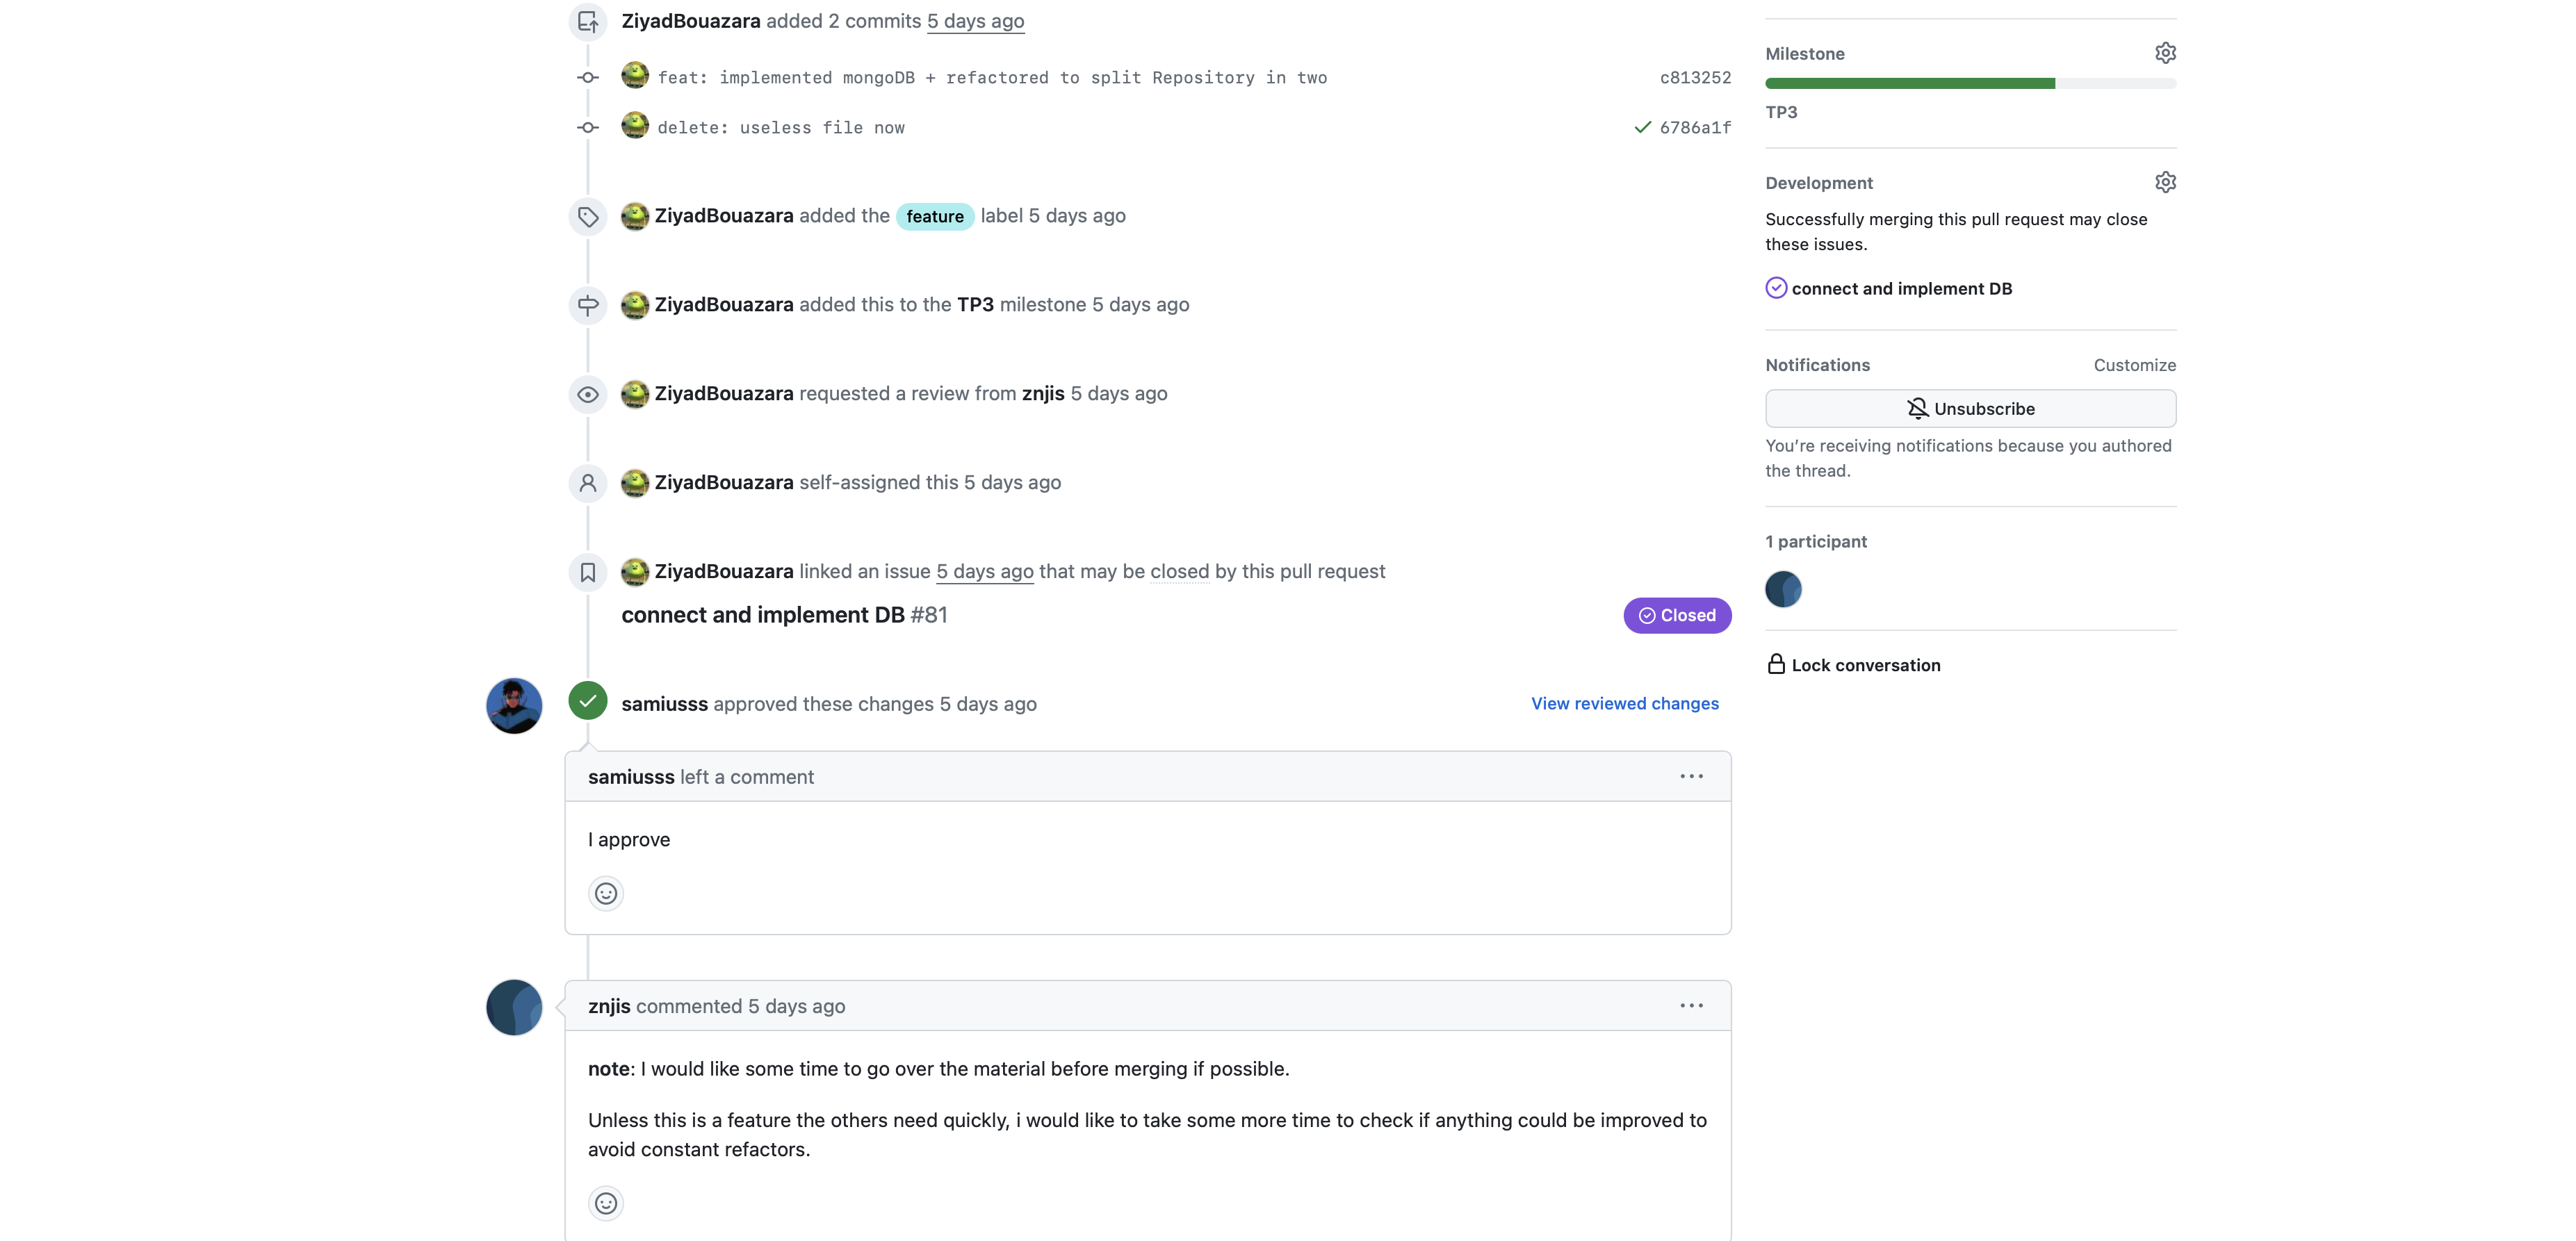 ZiyadBouazara added 2 commits 5 days ago
feat: implemented mongoDB + refactored to split Repository in two c813252
delete: useless file now 6786a1f
ZiyadBouazara added the feature label 5 days ago
ZiyadBouazara added this to the TP3 milestone 5 days ago
ZiyadBouazara requested a review from znjis 5 days ago
ZiyadBouazara self-assigned this 5 days ago
ZiyadBouazara linked an issue 5 days ago that may be closed by this pull request
connect and implement DB #81 Closed
samiusss approved these changes 5 days ago View reviewed changes
samiusss left a comment
I approve
znjis commented 5 days ago
note: I would like some time to go over the material before merging if possible.
Unless this is a feature the others need quickly, i would like to take some more time to check if anything could be improved to
avoid constant refactors.
Milestone
TP3
Development
Successfully merging this pull request may close
these issues.
connect and implement DB
Notifications Customize
Unsubscribe
You’re receiving notifications because you authored
the thread.
1 participant
Lock conversation